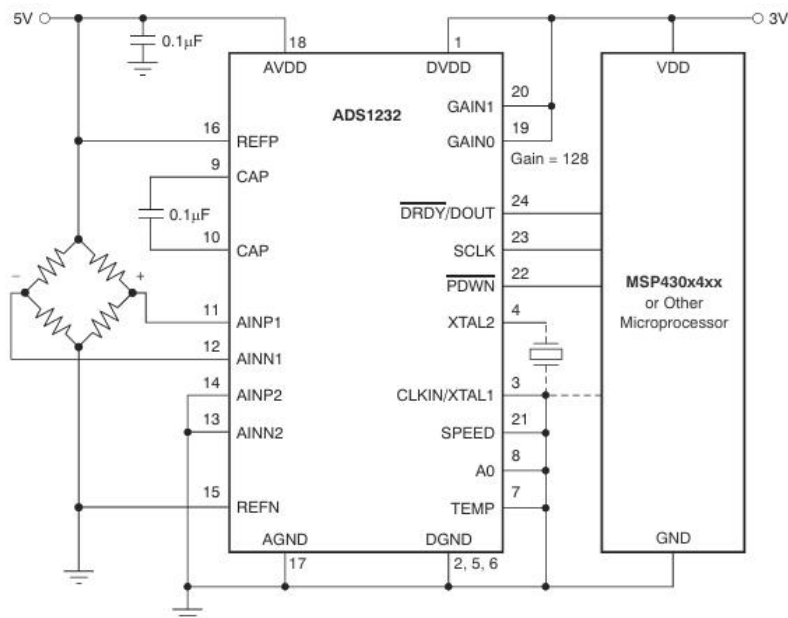 5V
3V
0.1µF
18
1
AVDD
DVDD
VDD
ADS1232
GAIN1
20
GAIN0
19
Gain = 128
16
REFP
9
CAP
0.1µF
10
CAP
DRDY/DOUT
24
SCLK
23
PDWN
22
MSP430x4xx
or Other
Microprocessor
XTAL2
4
–
+
11
AINP1
12
AINN1
14
AINP2
13
AINN2
CLKIN/XTAL1
3
SPEED
21
A0
8
TEMP
7
15
REFN
AGND
DGND
GND
17
2, 5, 6